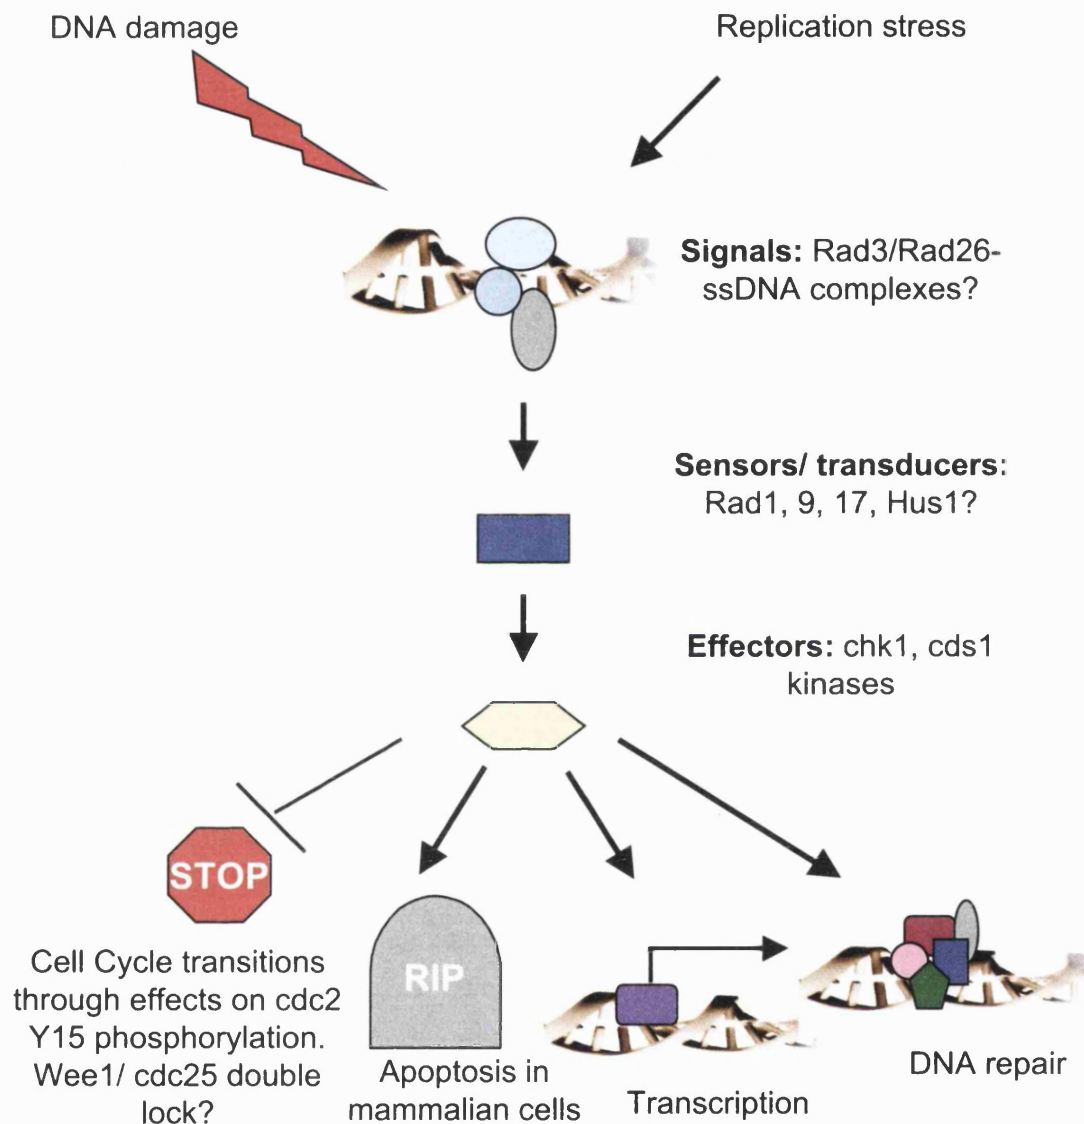 DNA damage
Replication stress
Signals: Rad3/Rad26-
ssDNA complexes?
Sensors/ transducers:
Rad1, 9, 17, Hus1?
Effectors: chk1, cds1
kinases
STOP
Cell Cycle transitions
through effects on cdc2
Y15 phosphorylation.
Wee1/ cdc25 double
lock?
RIP
Apoptosis in
mammalian cells
Transcription
DNA repair